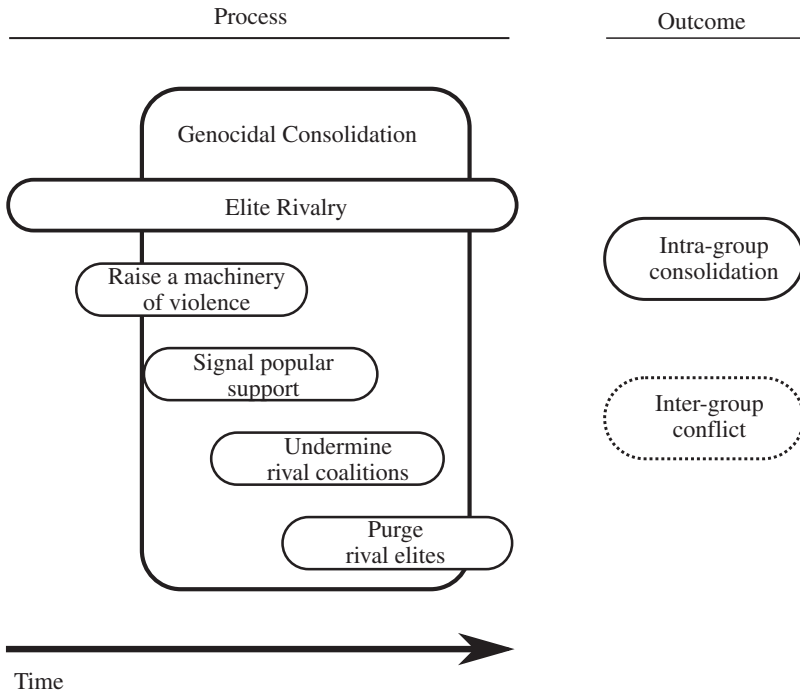 Process
Outcome
Genocidal Consolidation
Elite Rivalry
Raise a machinery
of violence
Signal popular
support
Undermine
rival coalitions
Purge
rival elites
Intra-group
consolidation
Inter-group
conflict
Time